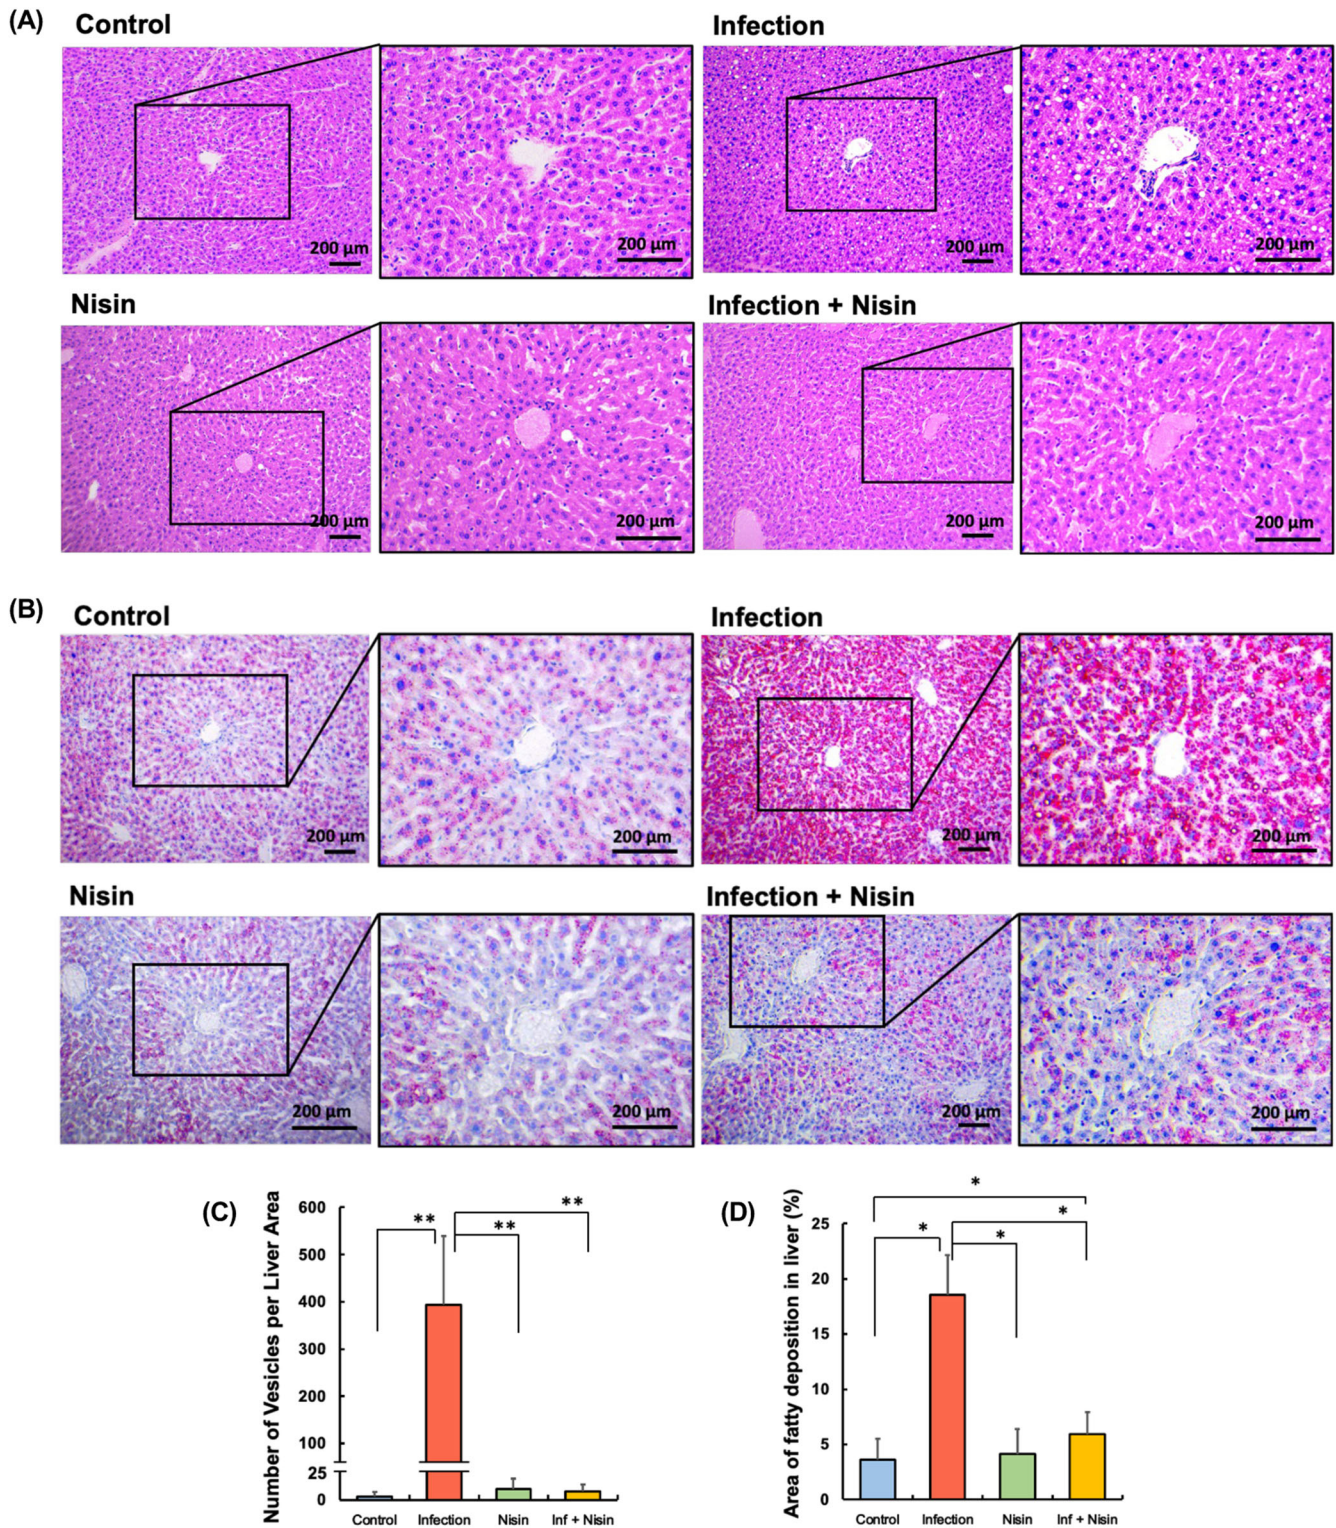 (A)
Control
Infection
200 µm
200 µm
200 µm
200 µm
Nisin
Infection + Nisin
200 µm
200 µm
200 µm
200 µm
(B)
Control
Infection
200 µm
200 µm
200 µm
200 µm
Nisin
Infection + Nisin
200 µm
200 µm
200 µm
200 µm
(C)
Number of Vesicles per Liver Area
600
500
400
300
200
100
25
0
**
**
**
Control Infection Nisin Inf + Nisin
(D)
Area of fatty deposition in liver (%)
25
20
15
10
5
0
*
*
*
*
Control Infection Nisin Inf + Nisin